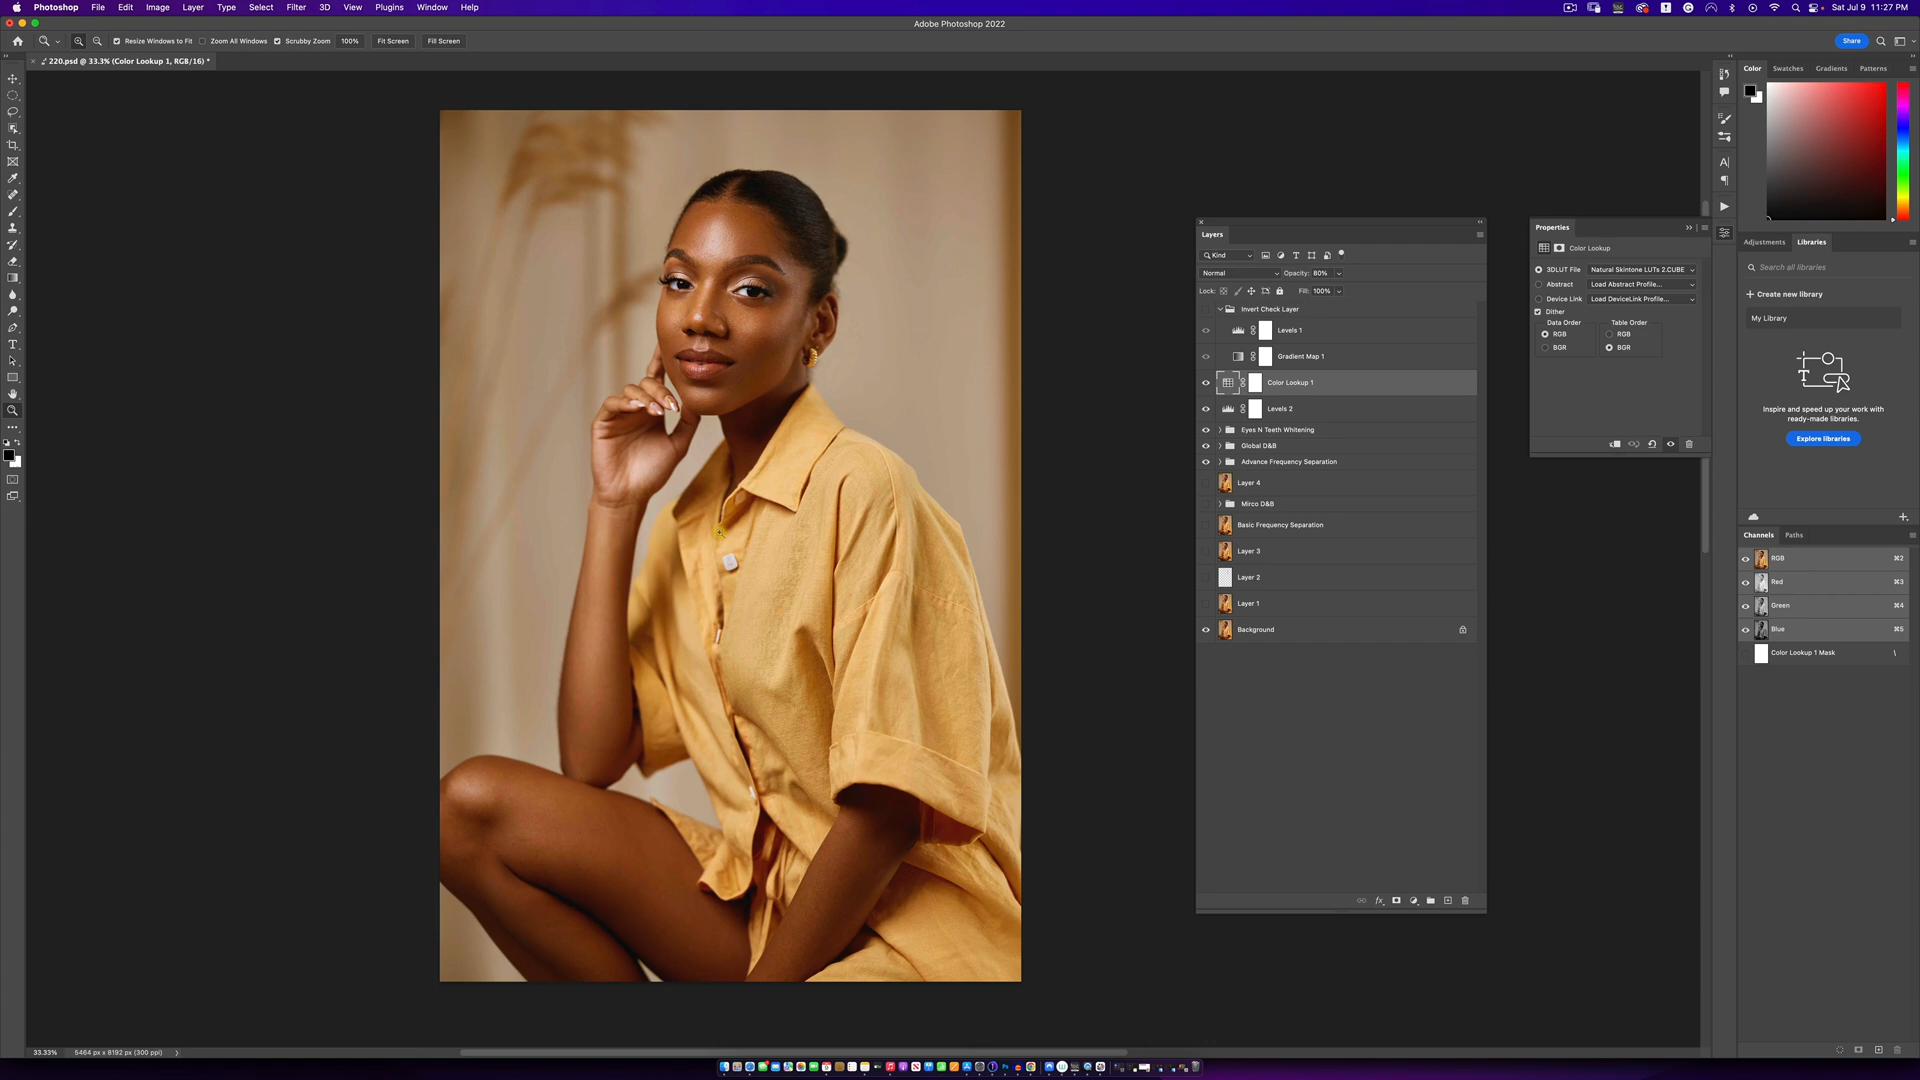 Photoshop File Edit Image Layer Type Select Filter 3D View Plugins Window Help
Sat Jul 9 11:27 PM
Adobe Photoshop 2022
Resize Windows to Fit Zoom All Windows Scrubby Zoom 100% Fit Screen Fill Screen
Share
220.psd @ 33.3% (Color Lookup 1, RGB/16) *
Color Swatches Gradients Patterns
Layers
Kind
Normal Opacity: 80%
Lock: Fill: 100%
Invert Check Layer
Levels 1
Gradient Map 1
Color Lookup 1
Levels 2
Eyes N Teeth Whitening
Global D&B
Advance Frequency Separation
Layer 4
Mirco D&B
Basic Frequency Separation
Layer 3
Layer 2
Layer 1
Background
fx
Properties
Color Lookup
3DLUT File Natural Skintone LUTs 2.CUBE
Abstract Load Abstract Profile...
Device Link Load DeviceLink Profile...
Dither
Data Order Table Order
RGB RGB
BGR BGR
Adjustments Libraries
Search all libraries
Create new library
My Library
Inspire and speed up your work with
ready-made libraries.
Explore libraries
Channels Paths
RGB ⌘2
Red ⌘3
Green ⌘4
Blue ⌘5
Color Lookup 1 Mask \
33.33% 5464 px x 8192 px (300 ppi)